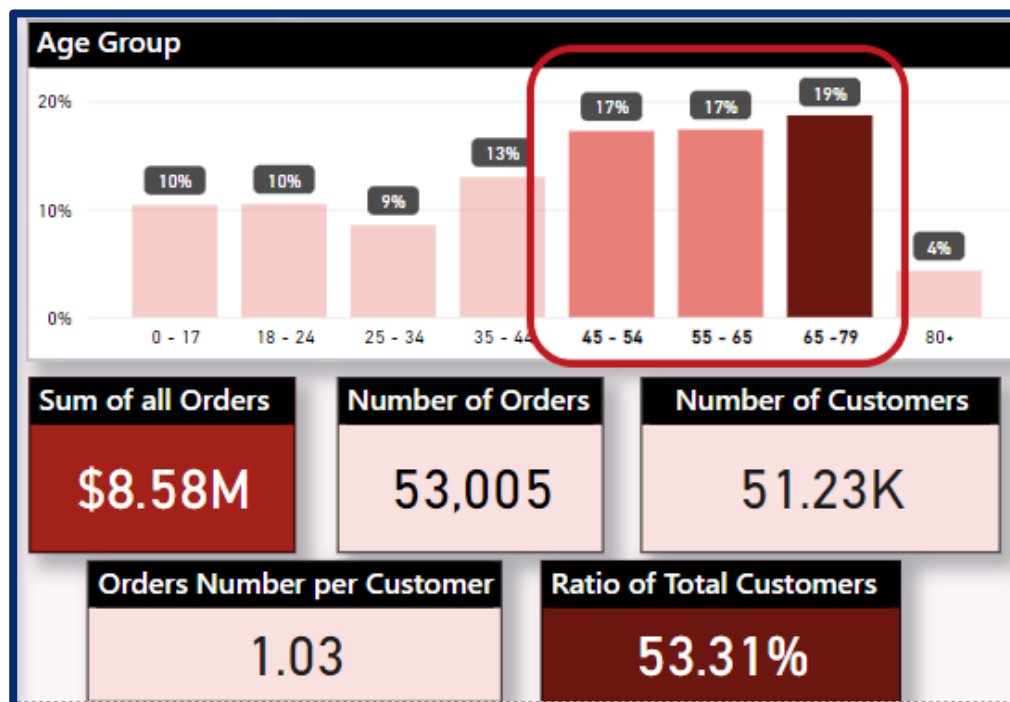 Age Group
20%
10%
0%
10%
10%
9%
13%
17%
17%
19%
4%
0 - 17
18 - 24
25 - 34
35 - 44
45 - 54
55 - 65
65 -79
80+
Sum of all Orders
$8.58M
Number of Orders
53,005
Number of Customers
51.23K
Orders Number per Customer
1.03
Ratio of Total Customers
53.31%